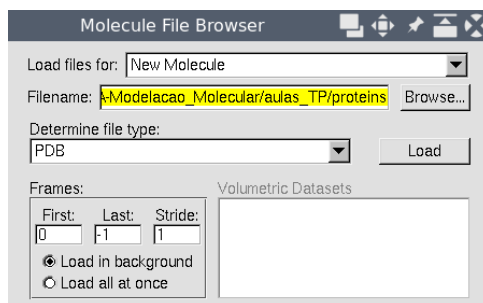 Molecule File Browser
Load files for: New Molecule
Filename: A-Modelacao_Molecular/aulas_TP/proteins Browse...
Determine file type:
PDB Load
Frames: Volumetric Datasets
First: Last: Stride:
0 -1 1
Load in background
Load all at once